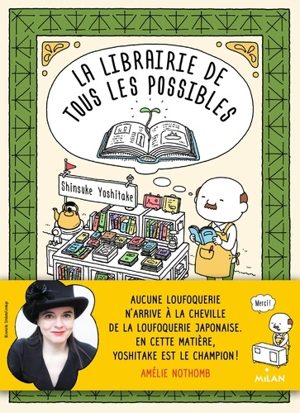 LA LIBRAIRIE DE
TOUS LES POSSIBLES
Shinsuke Yoshitake
AUCUNE LOUFOQUERIE
N'ARRIVE À LA CHEVILLE
DE LA LOUFOQUERIE JAPONAISE.
EN CETTE MATIÈRE,
YOSHITAKE EST LE CHAMPION !
AMÉLIE NOTHOMB
Merci !
MILAN